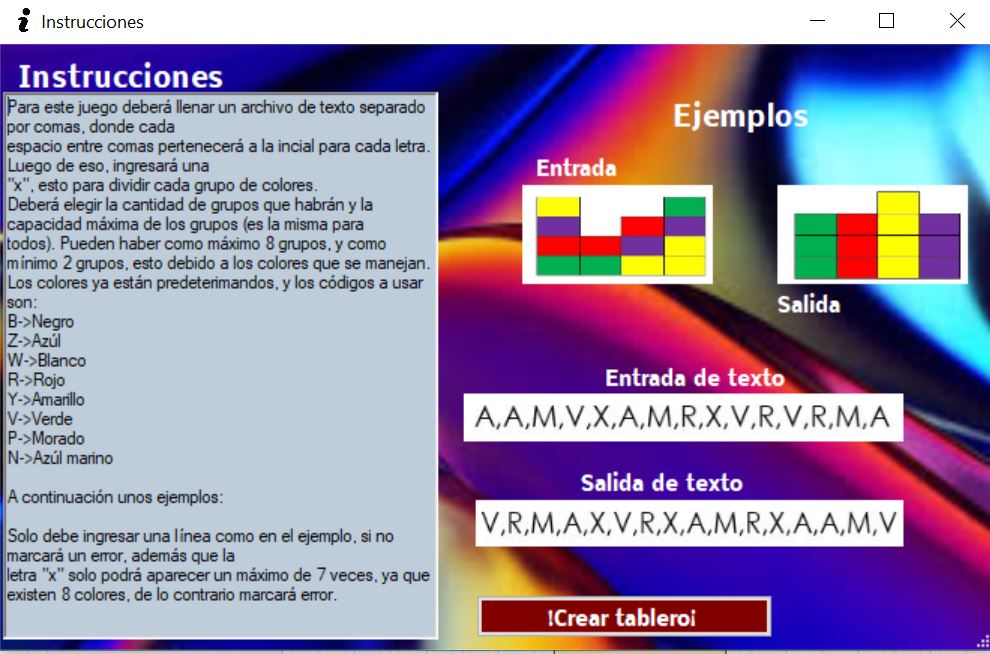 Instrucciones
Instrucciones
Para este juego deberá llenar un archivo de texto separado
por comas, donde cada
espacio entre comas pertenecerá a la incial para cada letra.
Luego de eso, ingresará una
"x", esto para dividir cada grupo de colores.
Deberá elegir la cantidad de grupos que habrán y la
capacidad máxima de los grupos (es la misma para
todos). Pueden haber como máximo 8 grupos, y como
mínimo 2 grupos, esto debido a los colores que se manejan.
Los colores ya están predeterimandos, y los códigos a usar
son:
B->Negro
Z->Azúl
W->Blanco
R->Rojo
Y->Amarillo
V->Verde
P->Morado
N->Azúl marino
A continuación unos ejemplos:
Solo debe ingresar una línea como en el ejemplo, si no
marcará un error, además que la
letra "x" solo podrá aparecer un máximo de 7 veces, ya que
existen 8 colores, de lo contrario marcará error.
Ejemplos
Entrada
Salida
Entrada de texto
A,A,M,V,X,A,M,R,X,V,R,V,R,M,A
Salida de texto
V,R,M,A,X,V,R,X,A,M,R,X,A,A,M,V
!Crear tablero¡